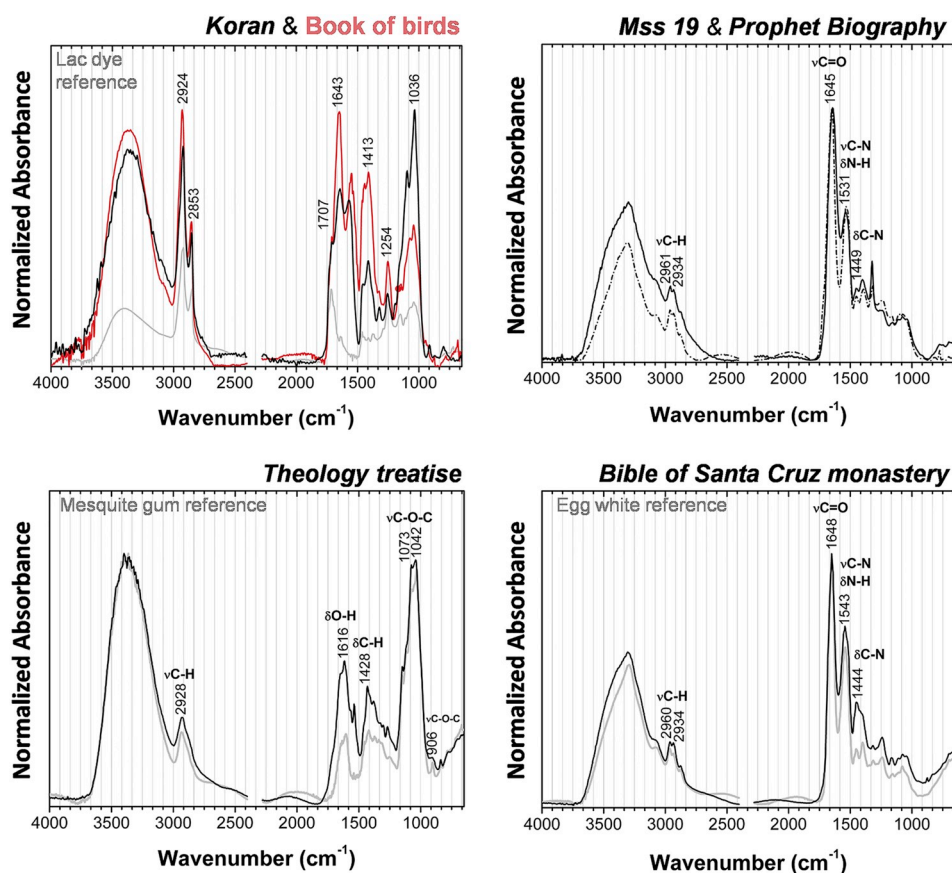 Koran & Book of birds
Lac dye
reference
Normalized Absorbance
2924
2853
1707
1643
1413
1254
1036
4000 3500 3000 2500 2000 1500 1000
Wavenumber (cm-1)
Mss 19 & Prophet Biography
Normalized Absorbance
νC=O
1645
νC-N
δN-H
1531
δC-N
1449
νC-H
2961
2934
4000 3500 3000 2500 2000 1500 1000
Wavenumber (cm-1)
Theology treatise
Mesquite gum reference
Normalized Absorbance
νC-O-C
1073
1042
δO-H
1616
δC-H
1428
νC-H
2928
νC-O-C
906
4000 3500 3000 2500 2000 1500 1000
Wavenumber (cm-1)
Bible of Santa Cruz monastery
Egg white reference
Normalized Absorbance
νC=O
1648
νC-N
δN-H
1543
δC-N
1444
νC-H
2960
2934
4000 3500 3000 2500 2000 1500 1000
Wavenumber (cm-1)